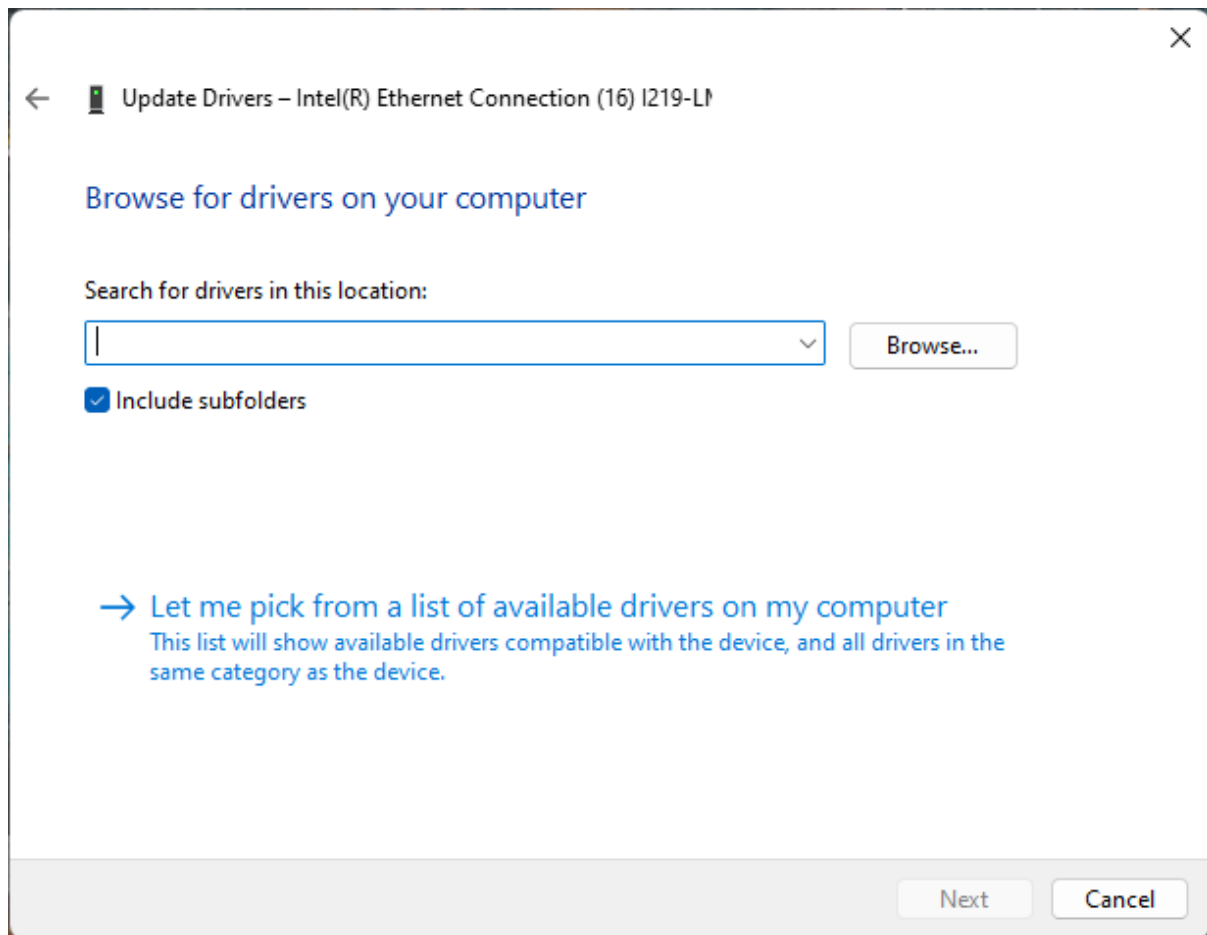 Update Drivers – Intel(R) Ethernet Connection (16) I219-LM
Browse for drivers on your computer
Search for drivers in this location:
Browse...
Include subfolders
Let me pick from a list of available drivers on my computer
This list will show available drivers compatible with the device, and all drivers in the
same category as the device.
Next
Cancel